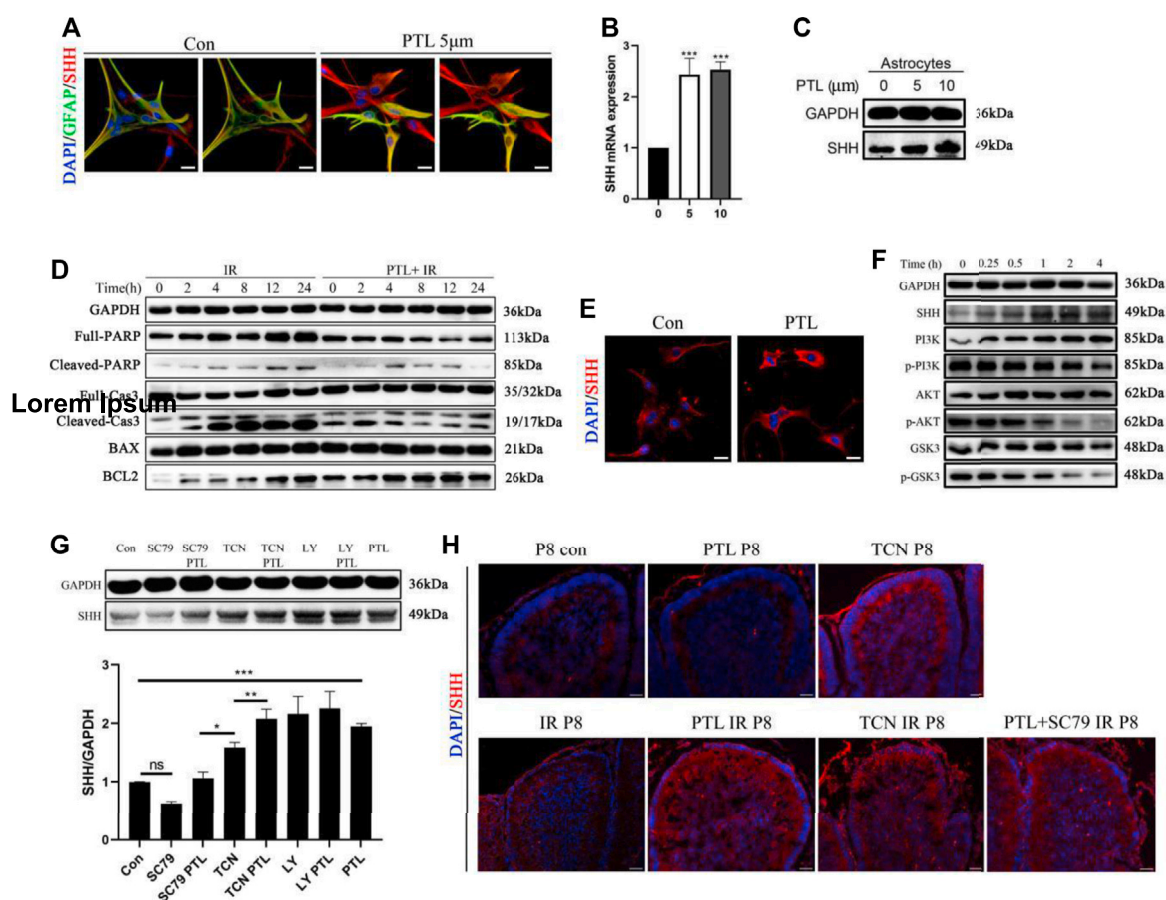 A
Con
PTL 5μm
DAPI/GFAP/SHH
B
SHH mRNA expression
3
2
1
0
***
***
0 5 10
C
Astrocytes
PTL (μm) 0 5 10
GAPDH 36kDa
SHH 49kDa
D
IR PTL+ IR
Time(h) 0 2 4 8 12 24 0 2 4 8 12 24
GAPDH 36kDa
Full-PARP 113kDa
Cleaved-PARP 85kDa
Full-Cas3 35/32kDa
Lorem Ipsum
Cleaved-Cas3 19/17kDa
BAX 21kDa
BCL2 26kDa
E
Con PTL
DAPI/SHH
F
Time (h) 0 0.25 0.5 1 2 4
GAPDH 36kDa
SHH 49kDa
PI3K 85kDa
p-PI3K 85kDa
AKT 62kDa
p-AKT 62kDa
GSK3 48kDa
p-GSK3 48kDa
G
Con SC79 SC79 TCN TCN LY LY PTL
PTL PTL PTL
GAPDH 36kDa
SHH 49kDa
SHH/GAPDH
3
2
1
0
***
**
*
ns
Con SC79 SC79 PTL TCN TCN PTL LY LY PTL PTL
H
DAPI/SHH
P8 con PTL P8 TCN P8
IR P8 PTL IR P8 TCN IR P8 PTL+SC79 IR P8